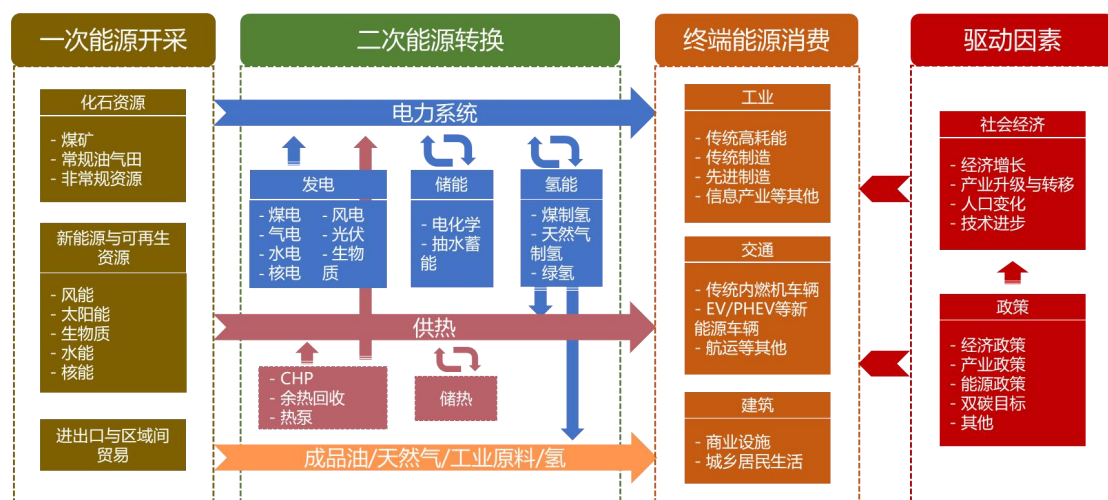 一次能源开采
化石资源
- 煤矿
- 常规油气田
- 非常规资源
新能源与可再生
资源
- 风能
- 太阳能
- 生物质
- 水能
- 核能
进出口与区域间
贸易
二次能源转换
电力系统
发电
- 煤电
- 气电
- 水电
- 核电
- 风电
- 光伏
- 生物
质
储能
- 电化学
- 抽水蓄
能
氢能
- 煤制氢
- 天然气
制氢
- 绿氢
供热
- CHP
- 余热回收
- 热泵
储热
成品油/天然气/工业原料/氢
终端能源消费
工业
- 传统高耗能
- 传统制造
- 先进制造
- 信息产业等其他
交通
- 传统内燃机车辆
- EV/PHEV等新
能源车辆
- 航运等其他
建筑
- 商业设施
- 城乡居民生活
驱动因素
社会经济
- 经济增长
- 产业升级与转移
- 人口变化
- 技术进步
政策
- 经济政策
- 产业政策
- 能源政策
- 双碳目标
- 其他